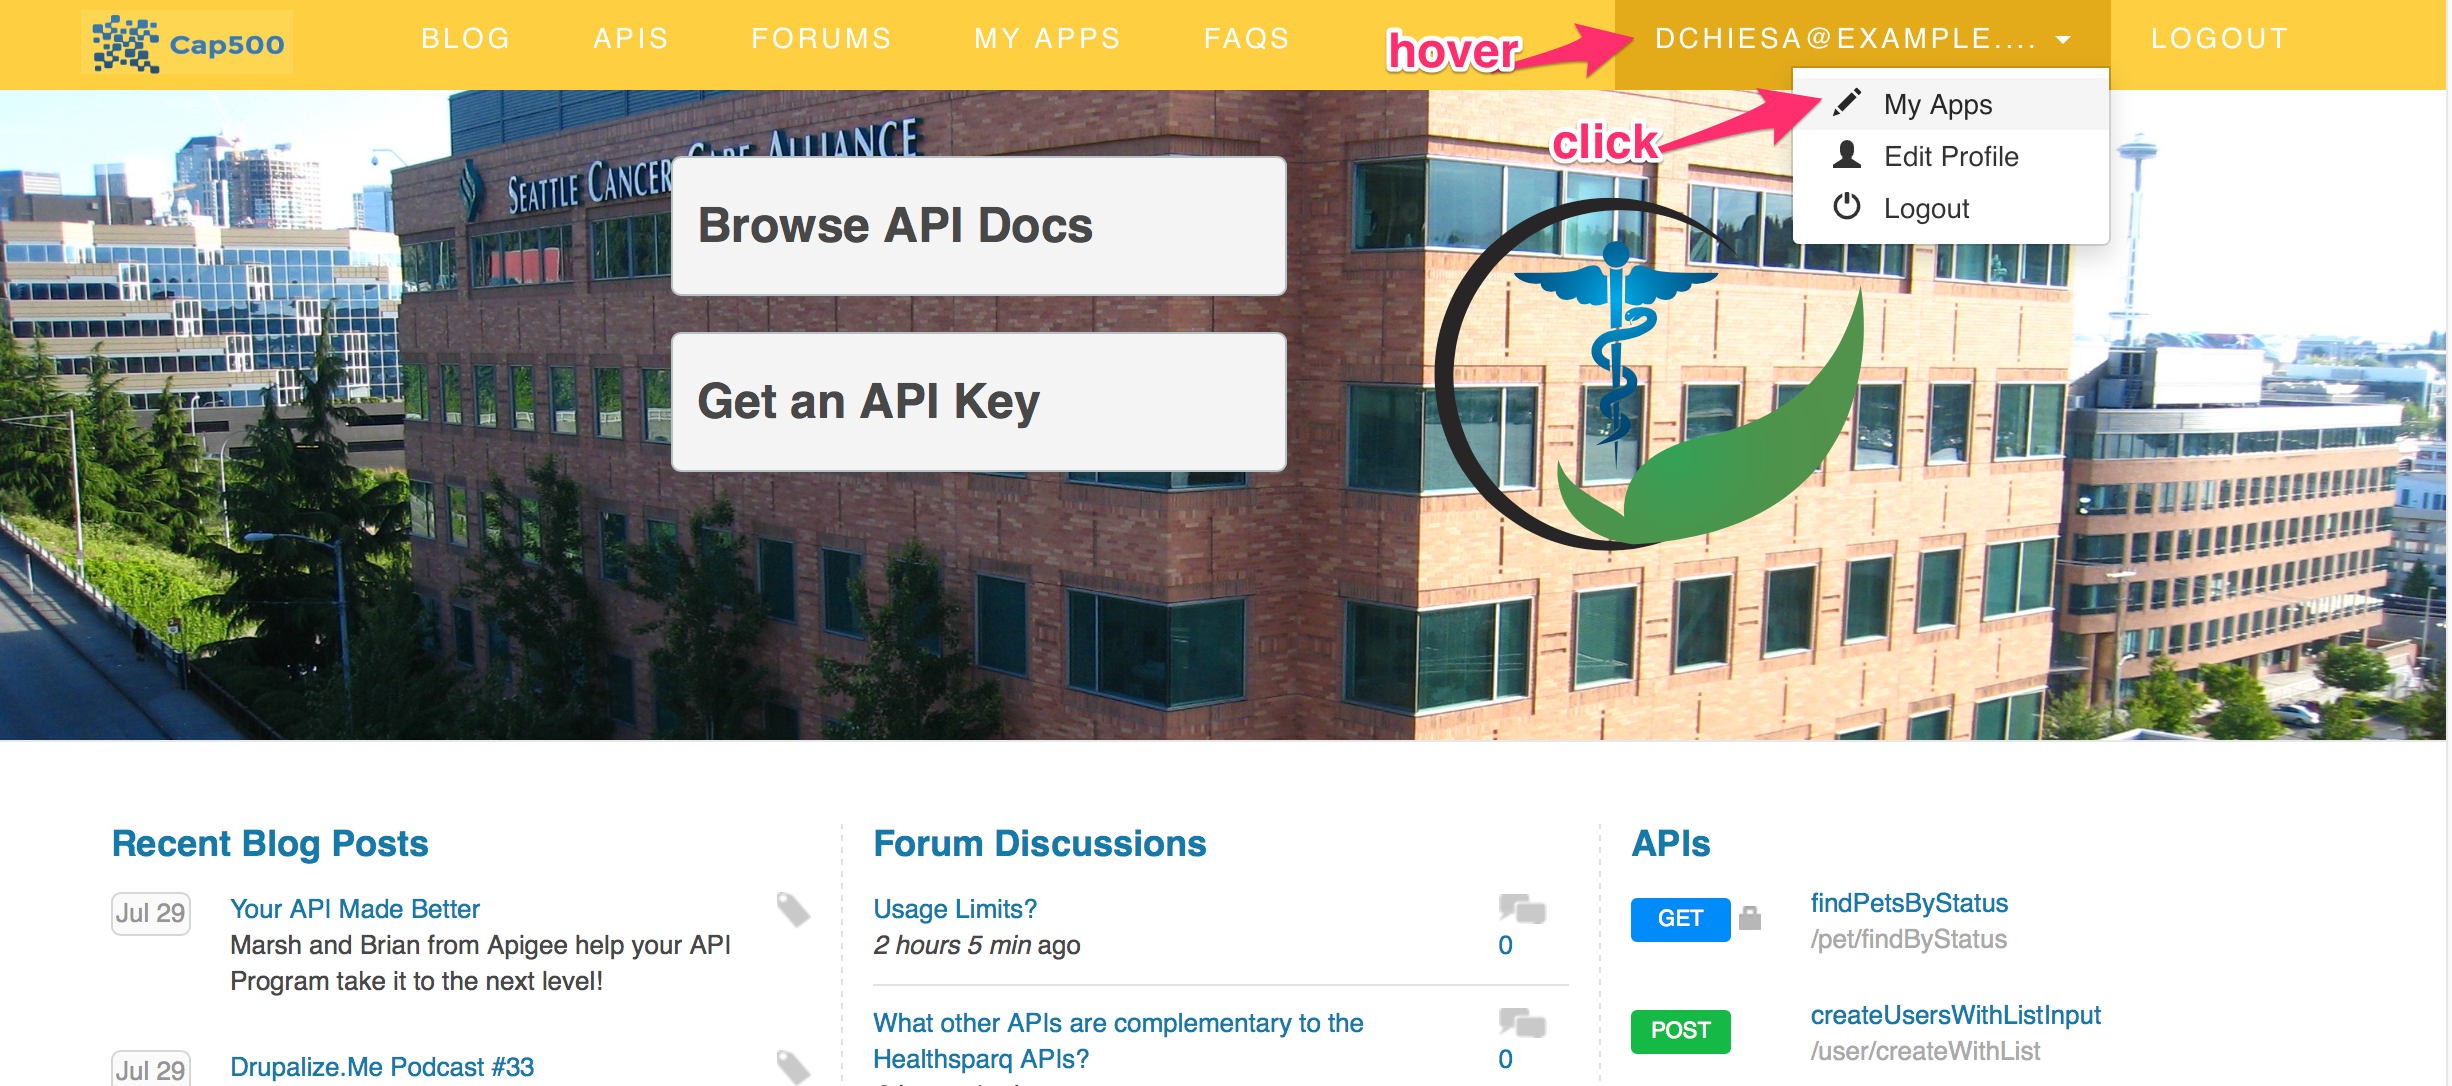 Cap500
BLOG
APIS
FORUMS
MY APPS
FAQS
hover
DCHIESA@EXAMPLE....
LOGOUT
click
My Apps
Edit Profile
Logout
SEATTLE CANCER CARE ALLIANCE
Browse API Docs
Get an API Key
Recent Blog Posts
Jul 29
Your API Made Better
Marsh and Brian from Apigee help your API
Program take it to the next level!
Jul 29
Drupalize.Me Podcast #33
Forum Discussions
Usage Limits?
2 hours 5 min ago
0
What other APIs are complementary to the
Healthsparq APIs?
0
APIs
GET
findPetsByStatus
/pet/findByStatus
POST
createUsersWithListInput
/user/createWithList